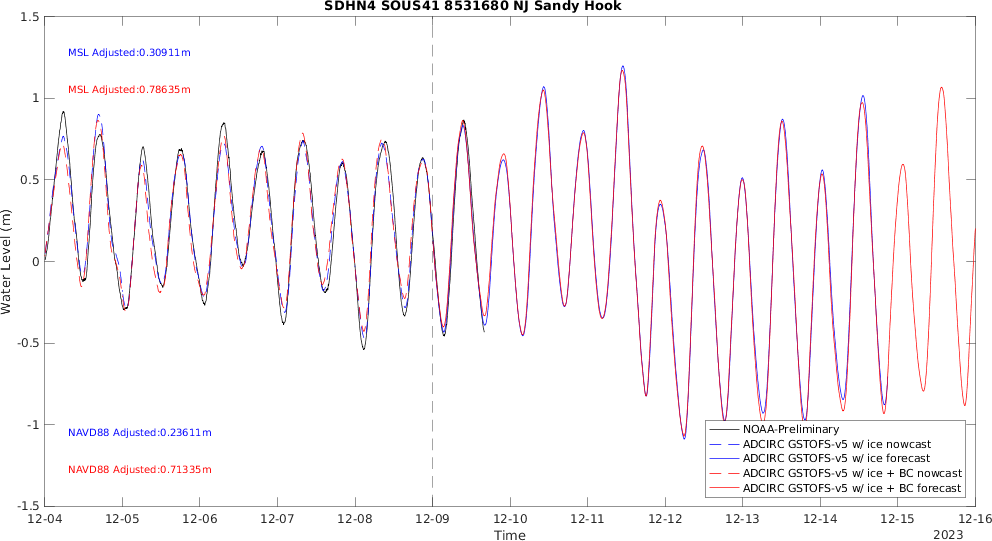 SDHN4 SOUS41 8531680 NJ Sandy Hook
1.5
MSL Adjusted:0.30911m
1
MSL Adjusted:0.78635m
0.5
0
Water Level (m)
-0.5
-1
NAVD88 Adjusted:0.23611m
NAVD88 Adjusted:0.71335m
-1.5
NOAA-Preliminary
ADCIRC GSTOFS-v5 w/ ice nowcast
ADCIRC GSTOFS-v5 w/ ice forecast
ADCIRC GSTOFS-v5 w/ ice + BC nowcast
ADCIRC GSTOFS-v5 w/ ice + BC forecast
12-04 12-05 12-06 12-07 12-08 12-09 12-10 12-11 12-12 12-13 12-14 12-15 12-16
Time
2023